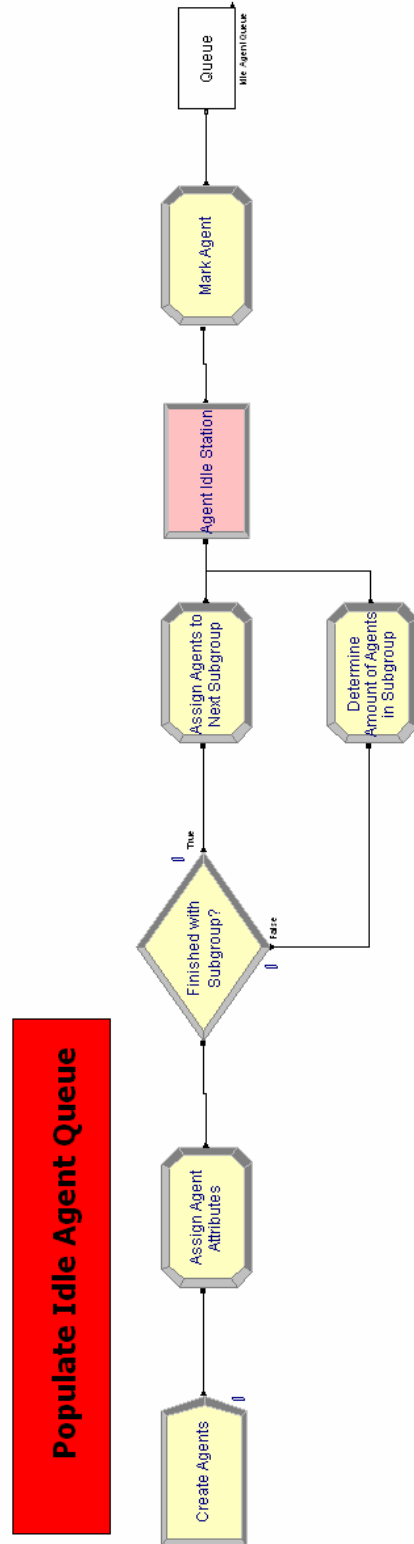 Populate Idle Agent Queue
Create Agents
0
Assign Agent
Attributes
Finished with
Subgroup?
0
True
0
False
Assign Agents to
Next Subgroup
Determine
Amount of Agents
in Subgroup
Agent Idle Station
Mark Agent
Queue
Idle Agent Queue